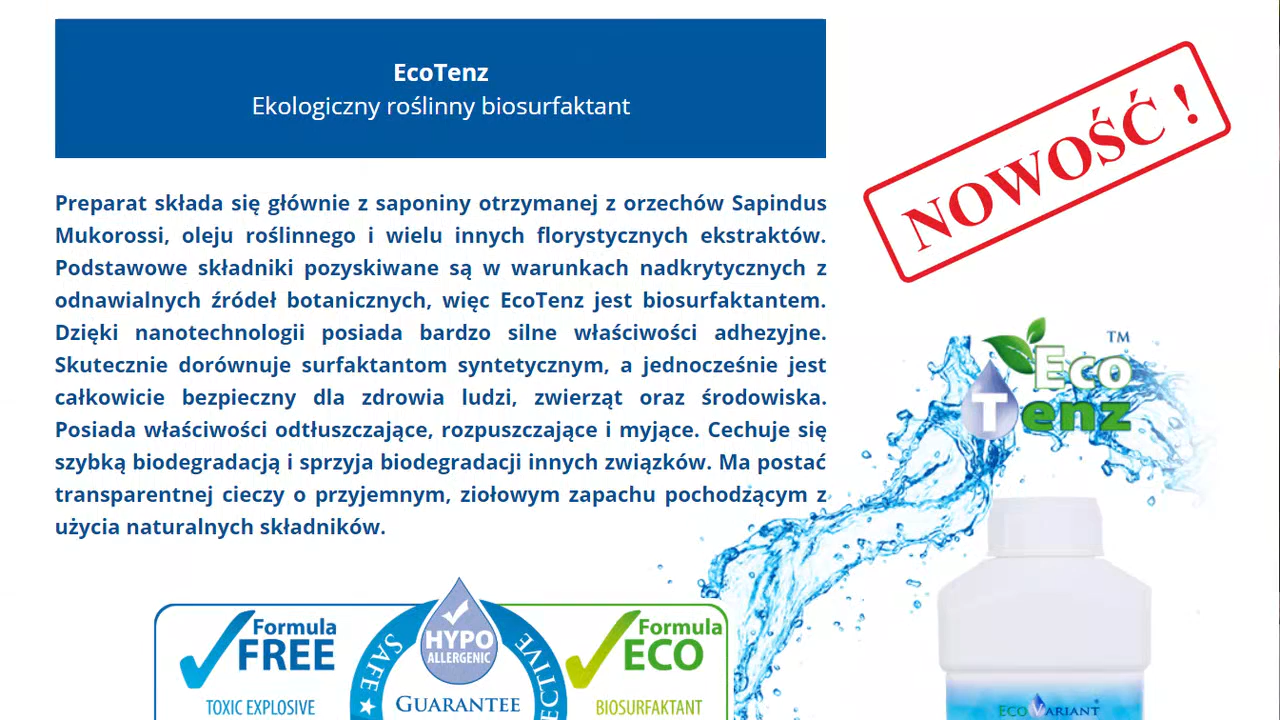 EcoTenz
Ekologiczny roślinny biosurfaktant
NOWOŚĆ !
Preparat składa się głównie z saponiny otrzymanej z orzechów Sapindus
Mukorossi, oleju roślinnego i wielu innych florystycznych ekstraktów.
Podstawowe składniki pozyskiwane są w warunkach nadkrytycznych z
odnawialnych źródeł botanicznych, więc EcoTenz jest biosurfaktantem.
Dzięki nanotechnologii posiada bardzo silne właściwości adhezyjne.
Skutecznie dorównuje surfaktantom syntetycznym, a jednocześnie jest
całkowicie bezpieczny dla zdrowia ludzi, zwierząt oraz środowiska.
Posiada właściwości odtłuszczające, rozpuszczające i myjące. Cechuje się
szybką biodegradacją i sprzyja biodegradacji innych związków. Ma postać
transparentnej cieczy o przyjemnym, ziołowym zapachu pochodzącym z
użycia naturalnych składników.
Eco TM
Tenz
Formula
FREE
TOXIC EXPLOSIVE
HYPO
ALLERGENIC
SAFE ★
GUARANTEE
ECTIVE
Formula
ECO
BIOSURFAKTANT
ECOVARIANT®